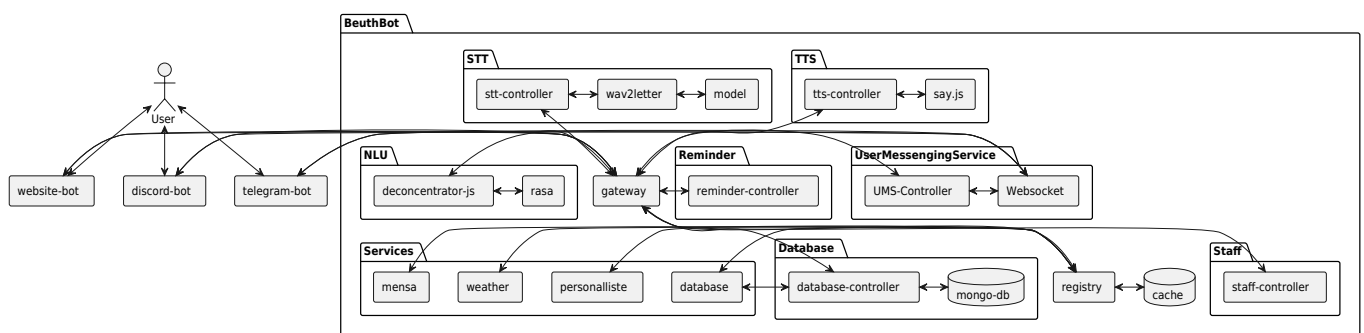 BeuthBot
STT
TTS
stt-controller
wav2letter
model
tts-controller
say.js
User
NLU
Reminder
UserMessengingService
website-bot
discord-bot
telegram-bot
deconcentrator-js
rasa
gateway
reminder-controller
UMS-Controller
Websocket
Services
Database
Staff
mensa
weather
personalliste
database
database-controller
mongo-db
registry
cache
staff-controller